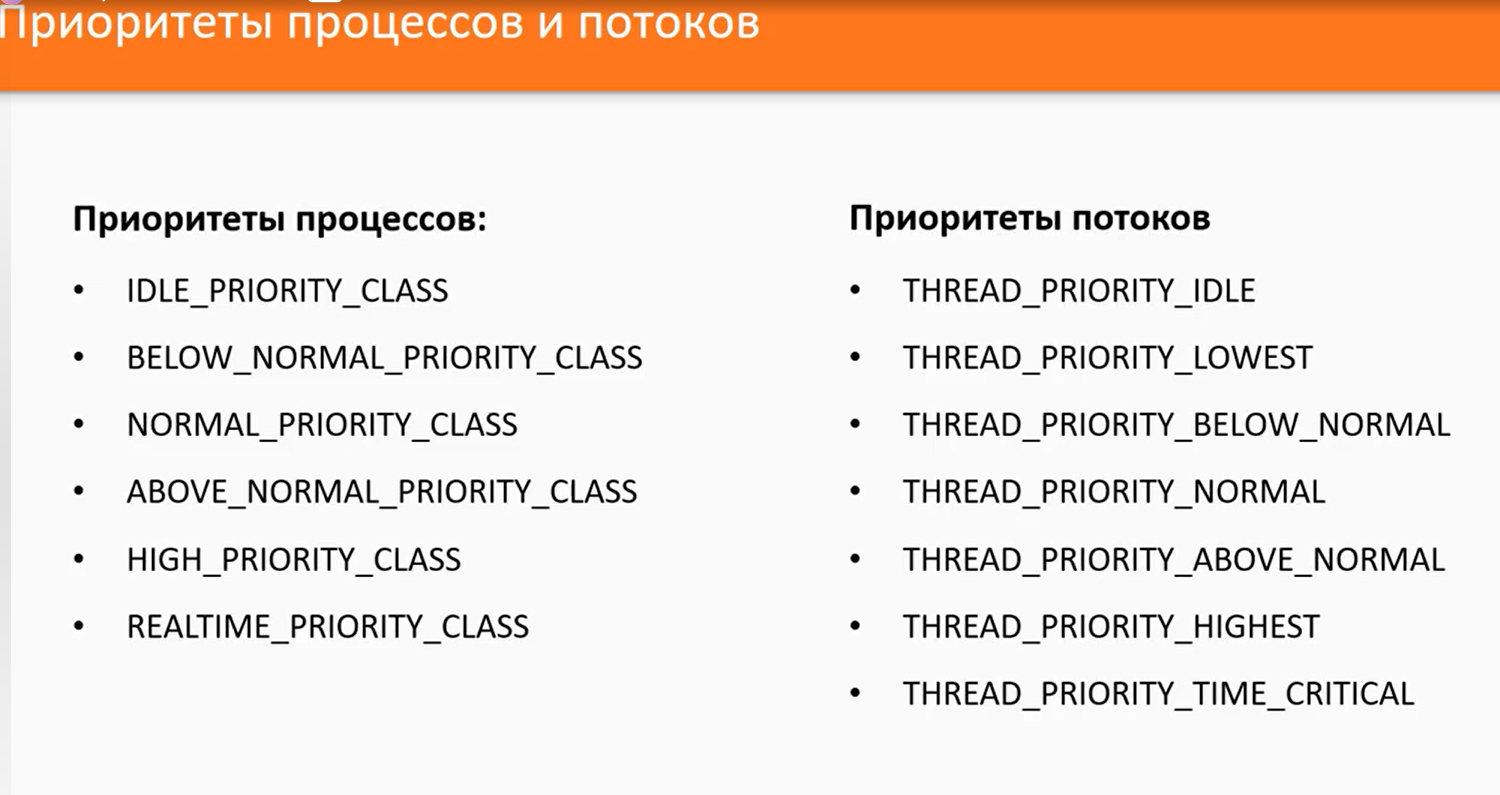 Приоритеты процессов и потоков
Приоритеты процессов:
• IDLE_PRIORITY_CLASS
• BELOW_NORMAL_PRIORITY_CLASS
• NORMAL_PRIORITY_CLASS
• ABOVE_NORMAL_PRIORITY_CLASS
• HIGH_PRIORITY_CLASS
• REALTIME_PRIORITY_CLASS
Приоритеты потоков
• THREAD_PRIORITY_IDLE
• THREAD_PRIORITY_LOWEST
• THREAD_PRIORITY_BELOW_NORMAL
• THREAD_PRIORITY_NORMAL
• THREAD_PRIORITY_ABOVE_NORMAL
• THREAD_PRIORITY_HIGHEST
• THREAD_PRIORITY_TIME_CRITICAL